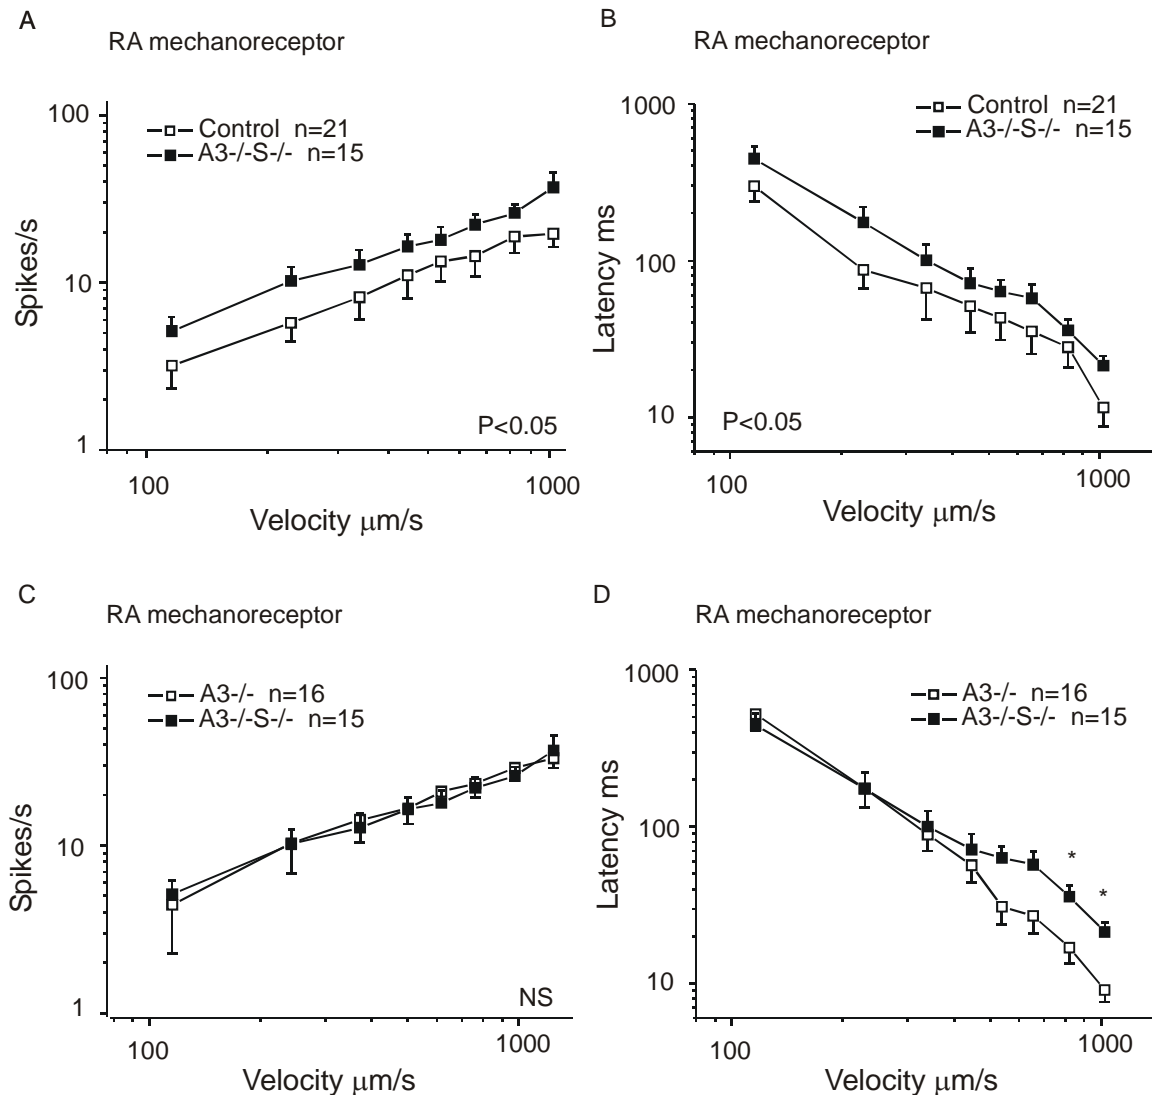 A
RA mechanoreceptor
100
Control n=21
A3-/-S-/- n=15
Spikes/s
10
1
P<0.05
100
1000
Velocity µm/s
B
RA mechanoreceptor
1000
Control n=21
A3-/-S-/- n=15
Latency ms
100
10
P<0.05
100
1000
Velocity µm/s
C
RA mechanoreceptor
100
A3-/- n=16
A3-/-S-/- n=15
Spikes/s
10
1
NS
100
1000
Velocity µm/s
D
RA mechanoreceptor
1000
A3-/- n=16
A3-/-S-/- n=15
Latency ms
100
*
*
10
100
1000
Velocity µm/s